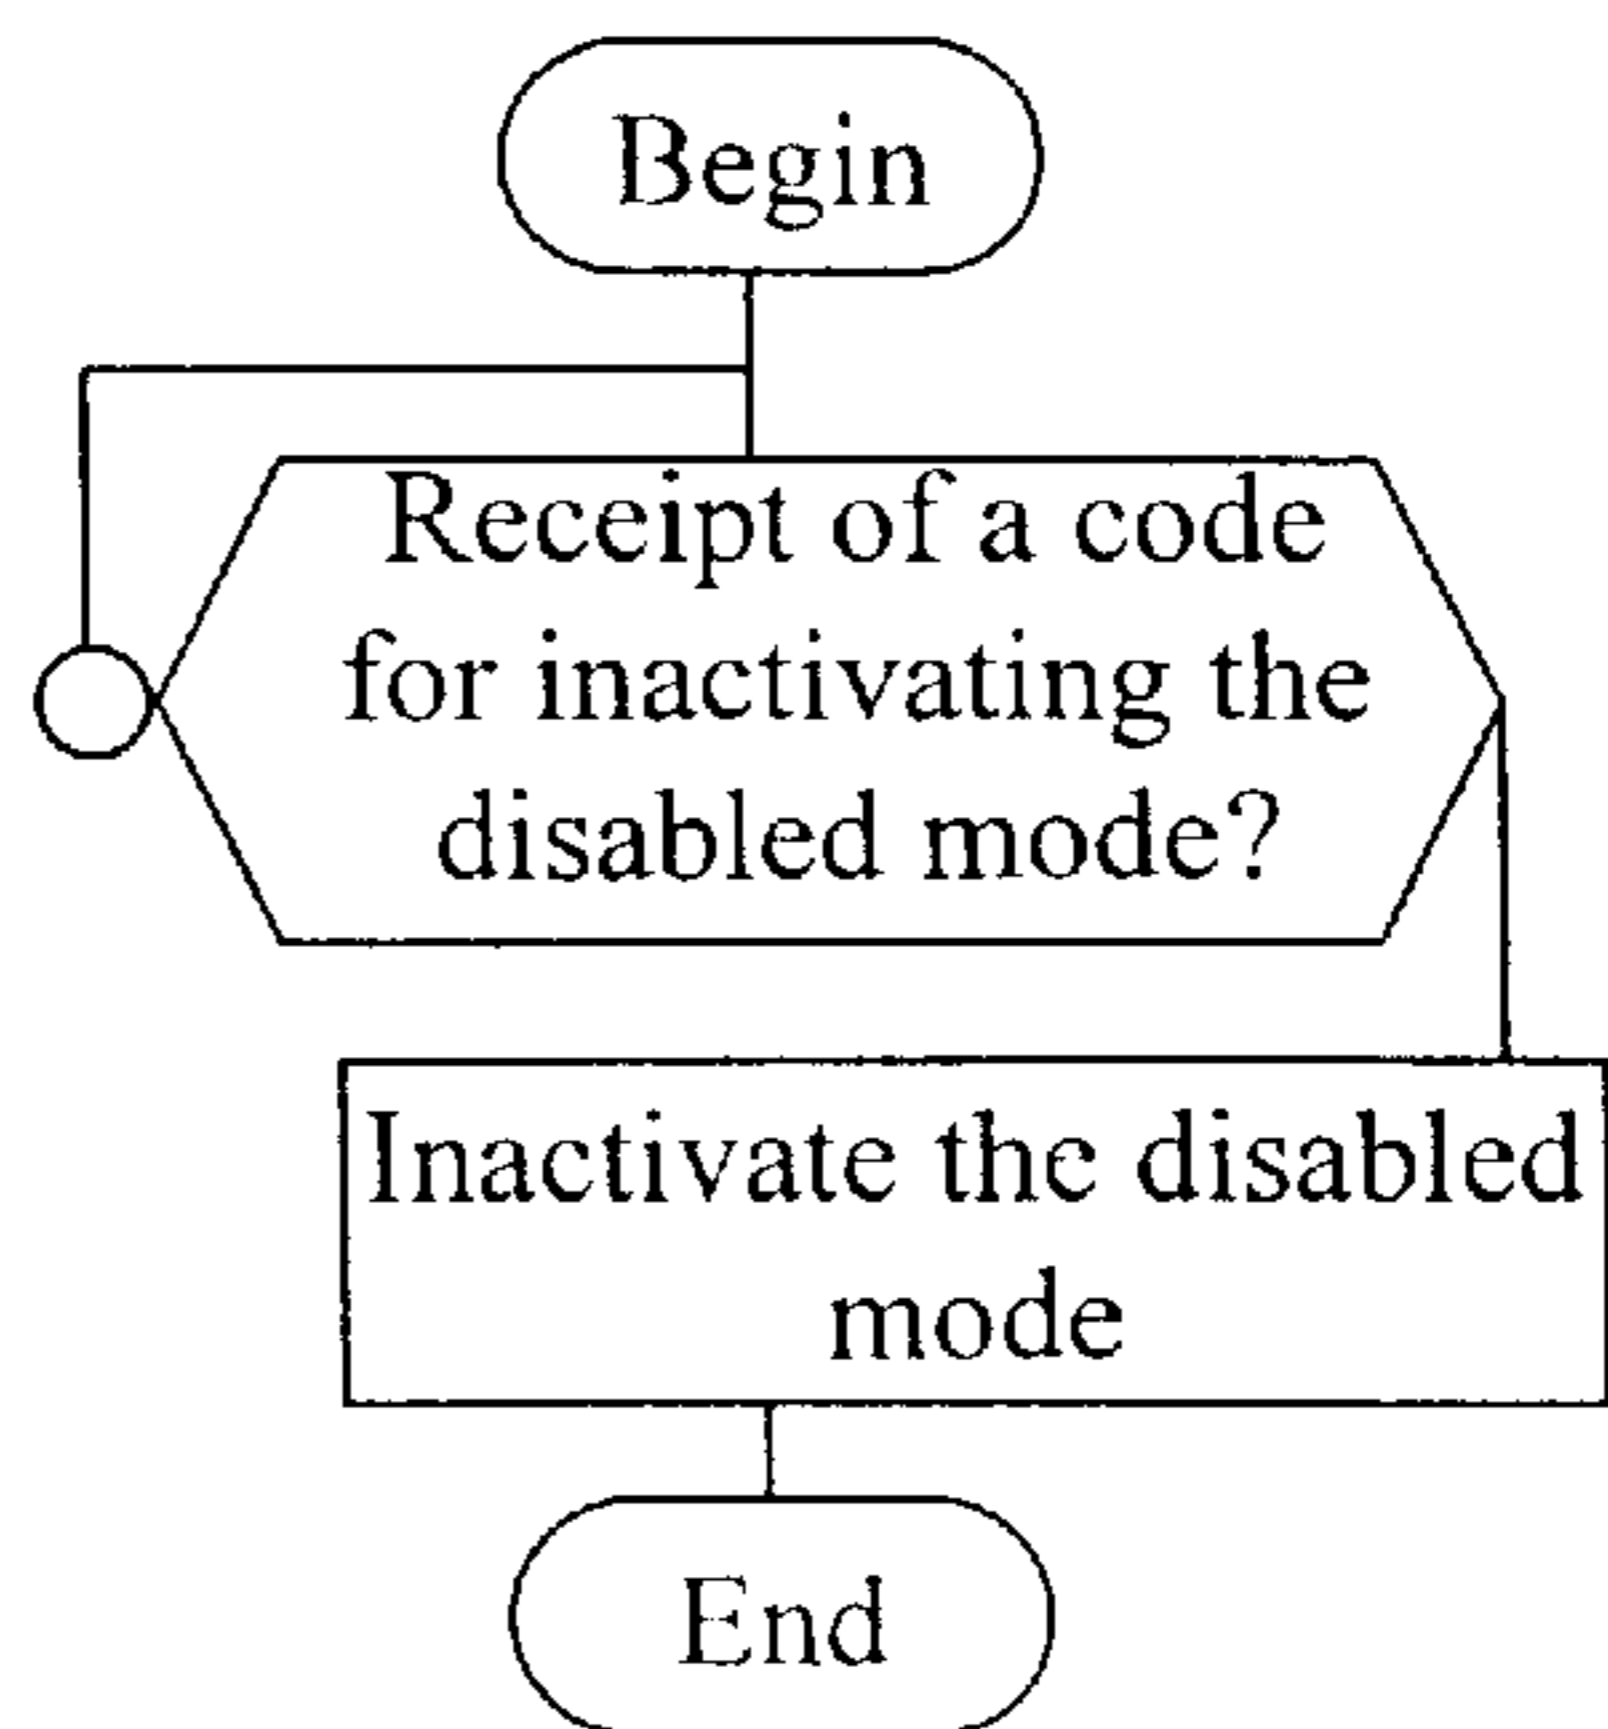 Begin
Receipt of a code
for inactivating the
disabled mode?
Inactivate the disabled
mode
End